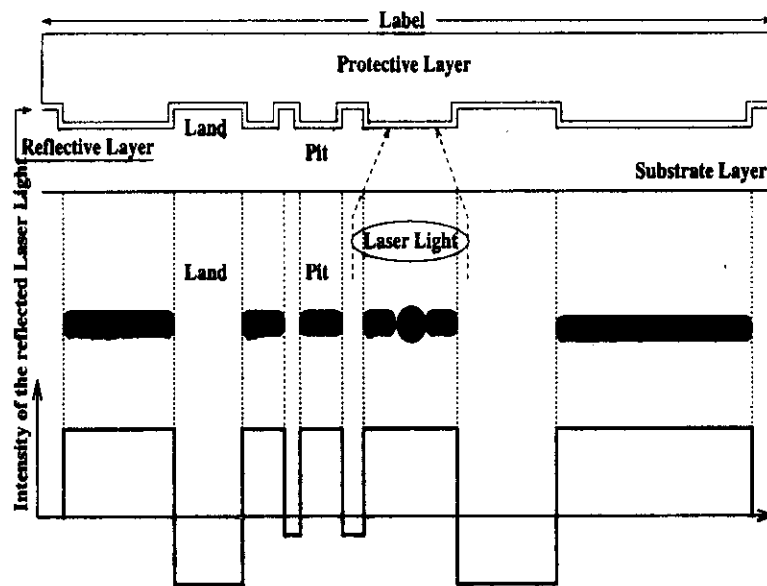 Label
Protective Layer
Land
Reflective Layer
Pit
Substrate Layer
Laser Light
Land
Pit
Intensity of the reflected Laser Light